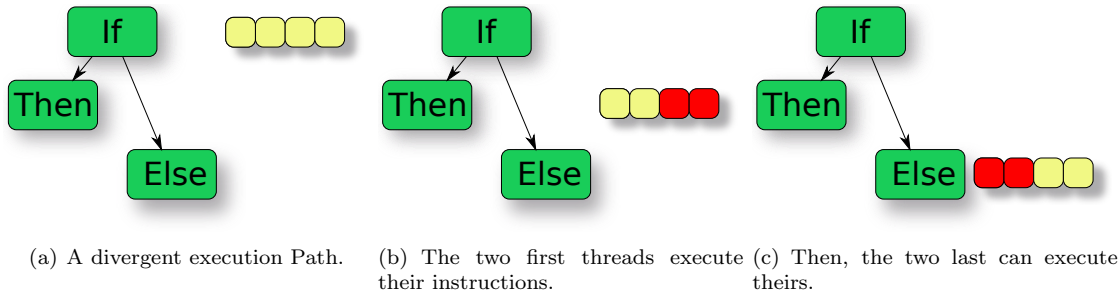 If
Then
Else
(a) A divergent execution Path.
If
Then
Else
(b) The two first threads execute
their instructions.
If
Then
Else
(c) Then, the two last can execute
theirs.